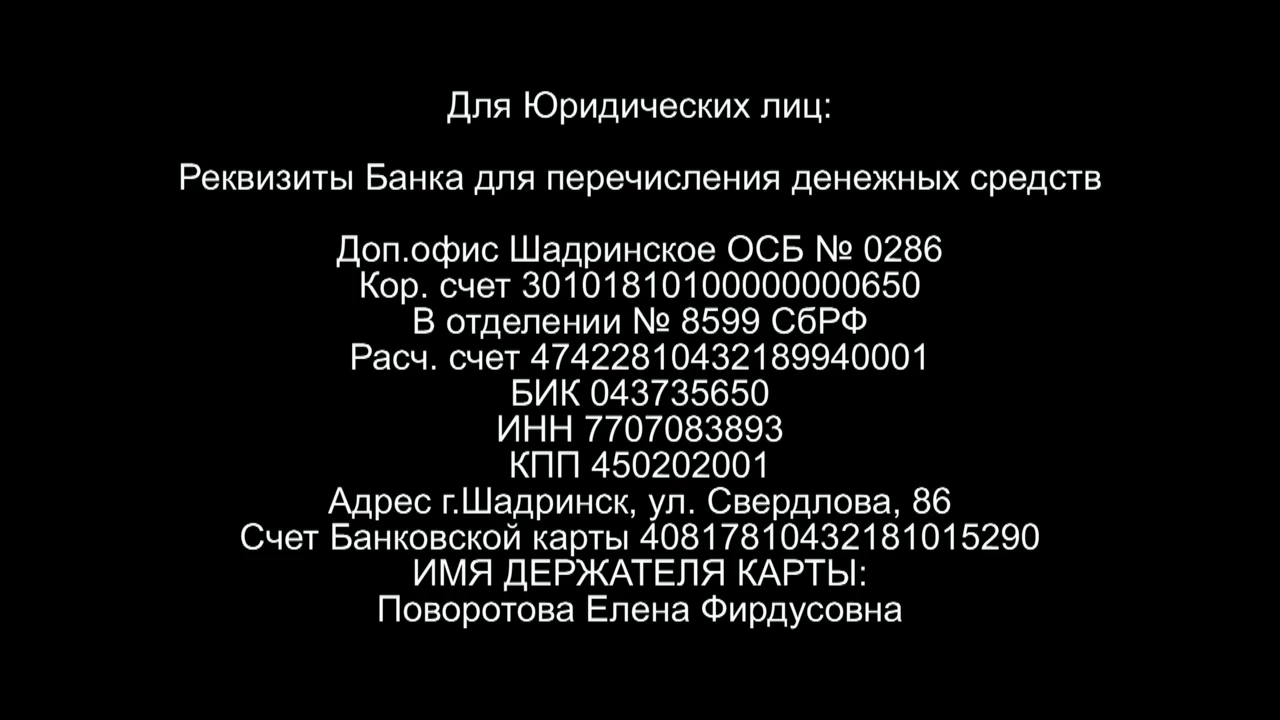 Для Юридических лиц:
Реквизиты Банка для перечисления денежных средств
Доп.офис Шадринское ОСБ № 0286
Кор. счет 30101810100000000650
В отделении № 8599 СбРФ
Расч. счет 47422810432189940001
БИК 043735650
ИНН 7707083893
КПП 450202001
Адрес г.Шадринск, ул. Свердлова, 86
Счет Банковской карты 40817810432181015290
ИМЯ ДЕРЖАТЕЛЯ КАРТЫ:
Поворотова Елена Фирдусовна